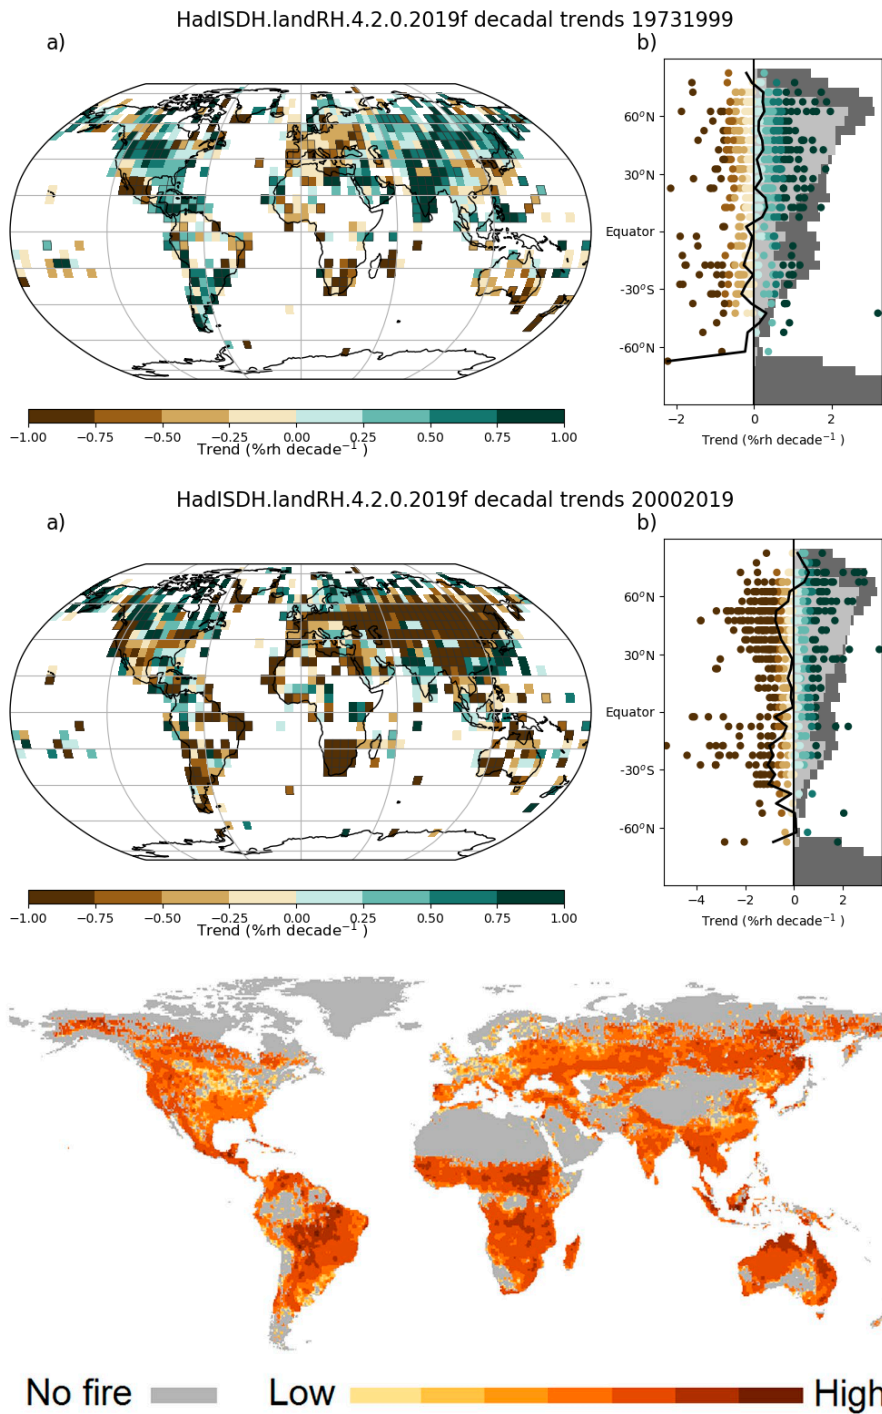 HadISDH.landRH.4.2.0.2019f decadal trends 19731999
a)
b)
60°N
30°N
Equator
-30°S
-60°N
−1.00 −0.75 −0.50 −0.25 0.00 0.25 0.50 0.75 1.00
Trend (%rh decade⁻¹ )
−2 0 2
Trend (%rh decade⁻¹ )
HadISDH.landRH.4.2.0.2019f decadal trends 20002019
a)
b)
60°N
30°N
Equator
-30°S
-60°N
−1.00 −0.75 −0.50 −0.25 0.00 0.25 0.50 0.75 1.00
Trend (%rh decade⁻¹ )
−4 −2 0 2
Trend (%rh decade⁻¹ )
No fire Low High